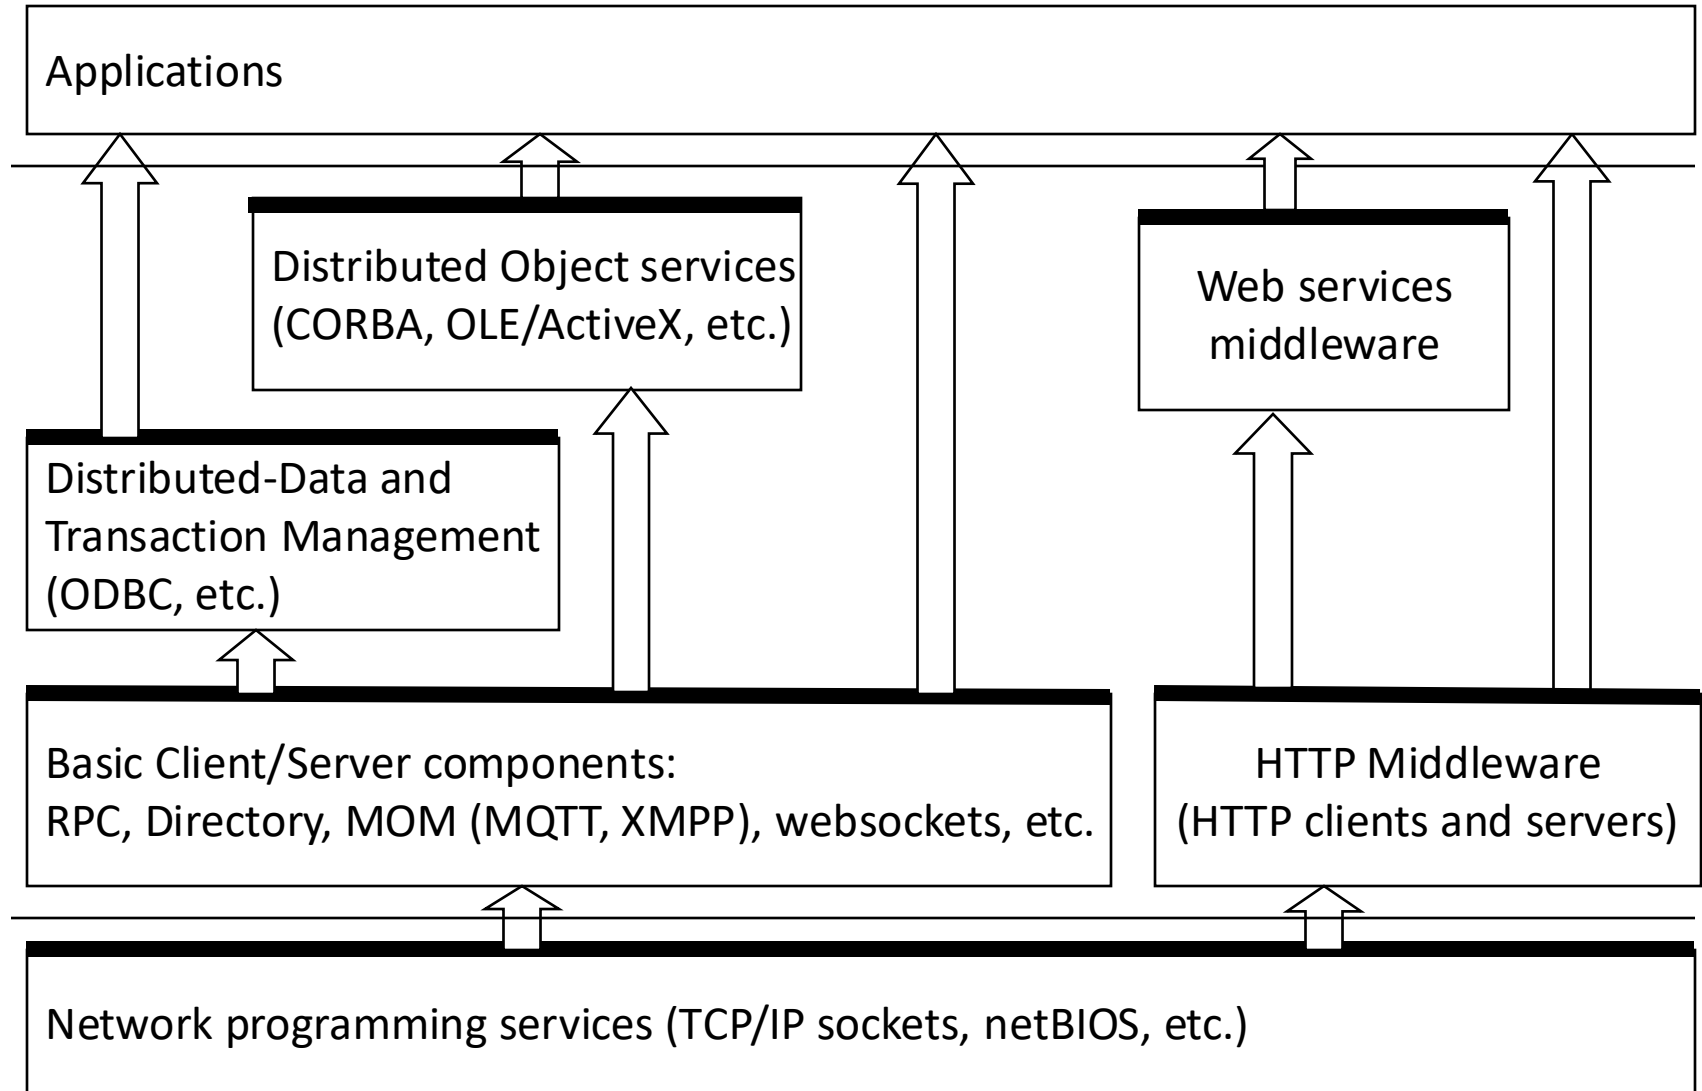 Applications
Distributed Object services
(CORBA, OLE/ActiveX, etc.)
Web services
middleware
Distributed-Data and
Transaction Management
(ODBC, etc.)
Basic Client/Server components:
RPC, Directory, MOM (MQTT, XMPP), websockets, etc.
HTTP Middleware
(HTTP clients and servers)
Network programming services (TCP/IP sockets, netBIOS, etc.)